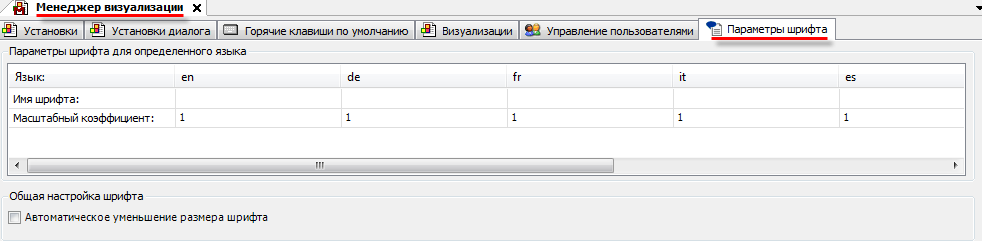 Менеджер визуализации
Установки Установки диалога Горячие клавиши по умолчанию Визуализации Управление пользователями Параметры шрифта
Параметры шрифта для определенного языка
Язык: en de fr it es
Имя шрифта:
Масштабный коэффициент: 1 1 1 1 1
Общая настройка шрифта
Автоматическое уменьшение размера шрифта